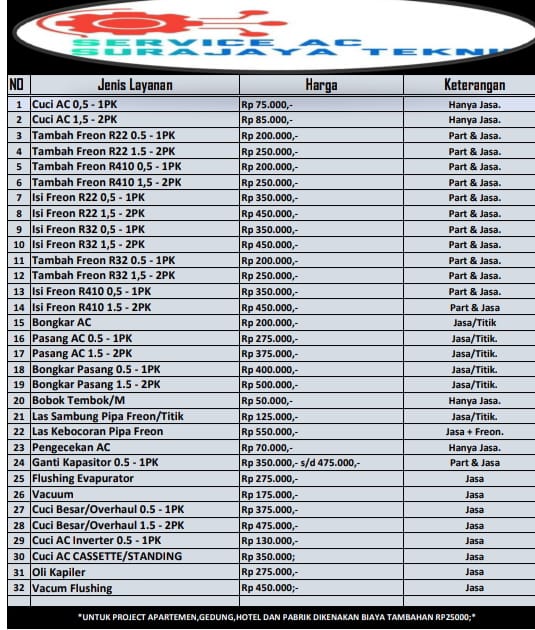 SERVICE AC
SURAJAYA TEKNIK
NO Jenis Layanan Harga Keterangan
1 Cuci AC 0,5 - 1PK Rp 75.000,- Hanya Jasa.
2 Cuci AC 1,5 - 2PK Rp 85.000,- Hanya Jasa.
3 Tambah Freon R22 0.5 - 1PK Rp 200.000,- Part & Jasa.
4 Tambah Freon R22 1.5 - 2PK Rp 250.000,- Part & Jasa.
5 Tambah Freon R410 0,5 - 1PK Rp 200.000,- Part & Jasa.
6 Tambah Freon R410 1,5 - 2PK Rp 250.000,- Part & Jasa.
7 Isi Freon R22 0,5 - 1PK Rp 350.000,- Part & Jasa.
8 Isi Freon R22 1,5 - 2PK Rp 450.000,- Part & Jasa.
9 Isi Freon R32 0,5 - 1PK Rp 350.000,- Part & Jasa.
10 Isi Freon R32 1,5 - 2PK Rp 450.000,- Part & Jasa.
11 Tambah Freon R32 0.5 - 1PK Rp 200.000,- Part & Jasa.
12 Tambah Freon R32 1,5 - 2PK Rp 250.000,- Part & Jasa.
13 Isi Freon R410 0,5 - 1PK Rp 350.000,- Part & Jasa.
14 Isi Freon R410 1.5 - 2PK Rp 450.000,- Part & Jasa
15 Bongkar AC Rp 200.000,- Jasa/Titik
16 Pasang AC 0.5 - 1PK Rp 275.000,- Jasa/Titik.
17 Pasang AC 1.5 - 2PK Rp 375.000,- Jasa/Titik.
18 Bongkar Pasang 0.5 - 1PK Rp 400.000,- Jasa/Titik.
19 Bongkar Pasang 1.5 - 2PK Rp 500.000,- Jasa/Titik.
20 Bobok Tembok/M Rp 50.000,- Hanya Jasa.
21 Las Sambung Pipa Freon/Titik Rp 125.000,- Jasa/Titik.
22 Las Kebocoran Pipa Freon Rp 550.000,- Jasa + Freon.
23 Pengecekan AC Rp 70.000,- Hanya Jasa.
24 Ganti Kapasitor 0.5 - 1PK Rp 350.000,- s/d 475.000,- Part & Jasa
25 Flushing Evapurator Rp 275.000,- Jasa
26 Vacuum Rp 175.000,- Jasa
27 Cuci Besar/Overhaul 0.5 - 1PK Rp 375.000,- Jasa
28 Cuci Besar/Overhaul 1.5 - 2PK Rp 475.000,- Jasa
29 Cuci AC Inverter 0.5 - 1PK Rp 130.000,- Jasa
30 Cuci AC CASSETTE/STANDING Rp 350.000; Jasa
31 Oli Kapiler Rp 275.000,- Jasa
32 Vacum Flushing Rp 450.000;- Jasa
*UNTUK PROJECT APARTEMEN,GEDUNG,HOTEL DAN PABRIK DIKENAKAN BIAYA TAMBAHAN RP25000;*